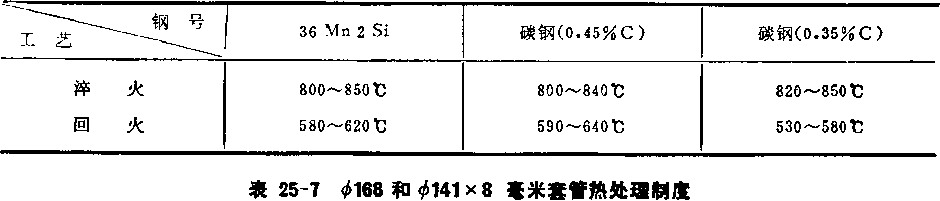 钢 号
工 艺 36 Mn 2 Si 碳钢(0.45%C) 碳钢(0.35%C)
淬 火 800～850℃ 800～840℃ 820～850℃
回 火 580～620℃ 590～640℃ 530～580℃
表 25-7 φ168 和 φ141×8 毫米套管热处理制度